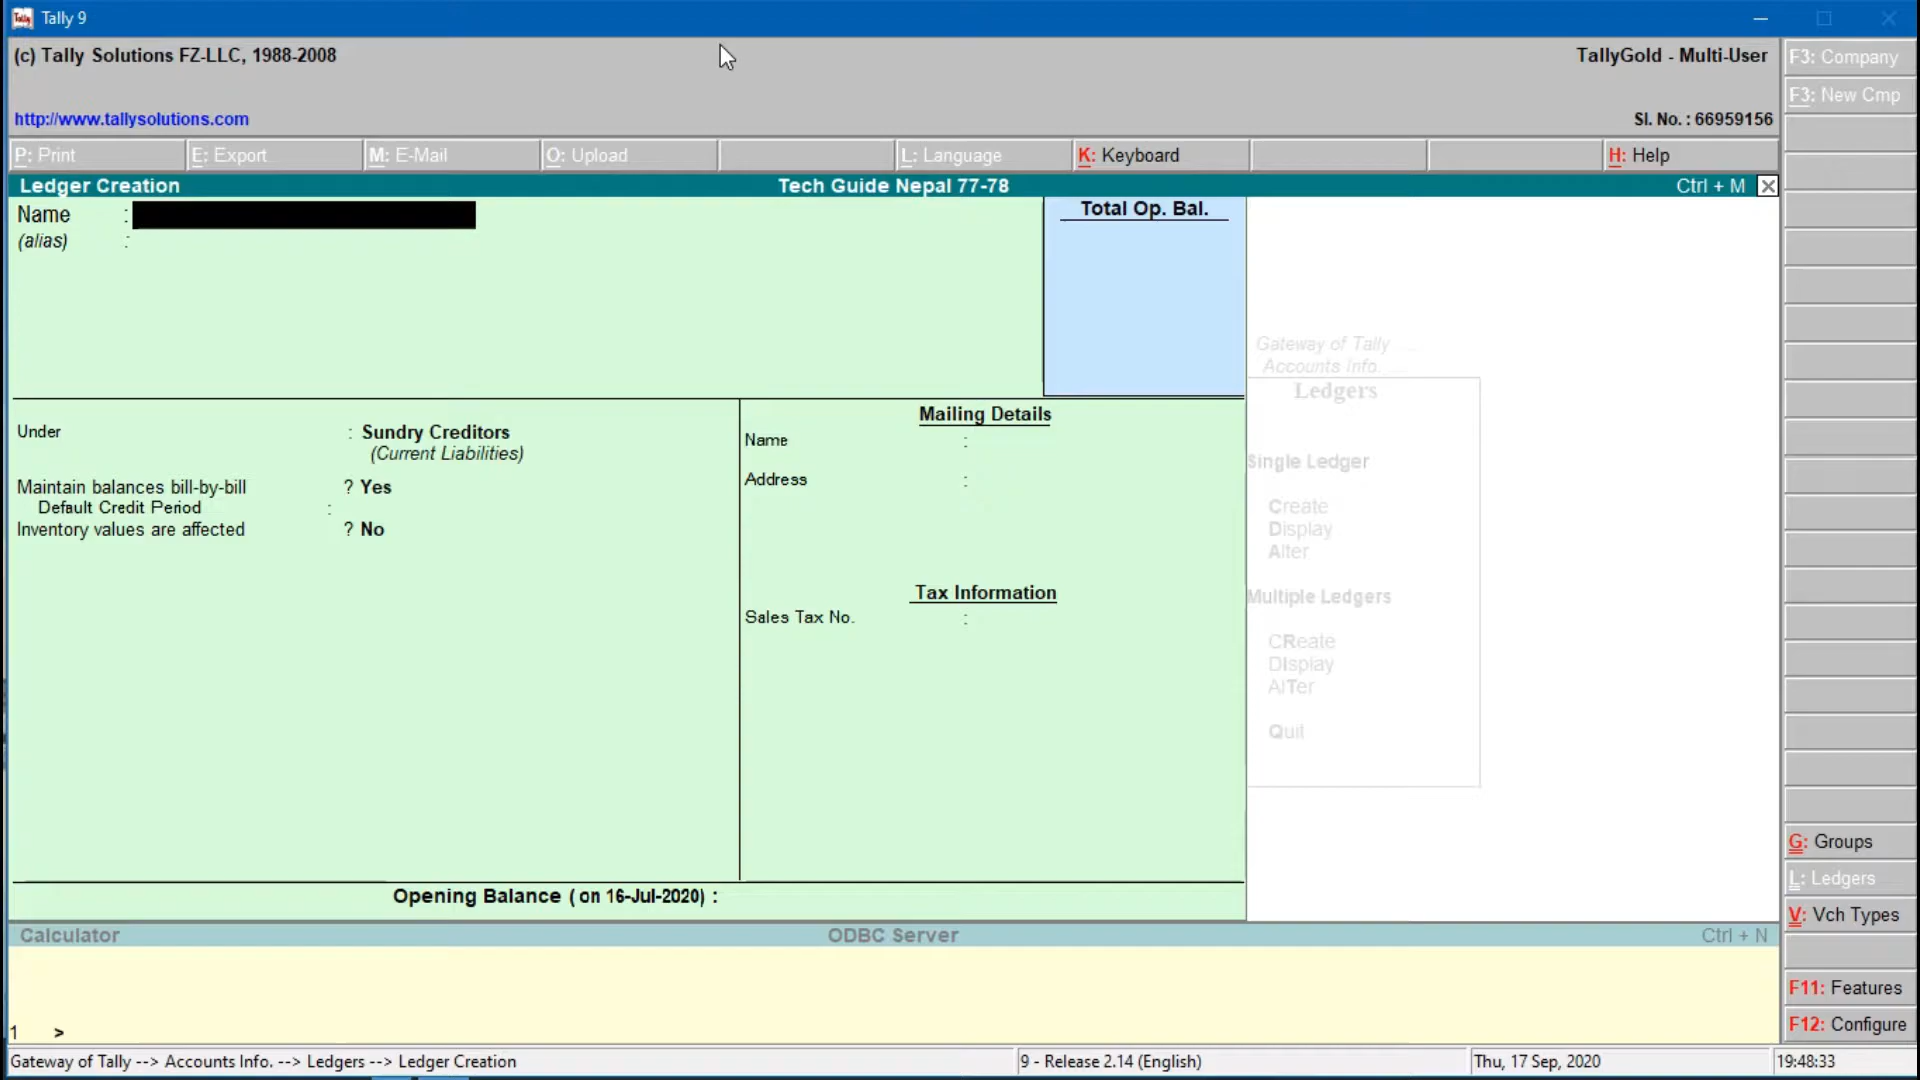 Tally 9
(c) Tally Solutions FZ-LLC, 1988-2008
TallyGold - Multi-User
http://www.tallysolutions.com
Sl. No. : 66959156
P: Print
E: Export
M: E-Mail
O: Upload
L: Language
K: Keyboard
H: Help
Ledger Creation
Tech Guide Nepal 77-78
Ctrl + M
Name :
(alias) :
Total Op. Bal.
Under : Sundry Creditors
(Current Liabilities)
Maintain balances bill-by-bill ? Yes
Default Credit Period :
Inventory values are affected ? No
Mailing Details
Name :
Address :
Tax Information
Sales Tax No. :
Opening Balance ( on 16-Jul-2020) :
Gateway of Tally ......
Accounts Info. ......
Ledgers
Single Ledger
Create
Display
Alter
Multiple Ledgers
CReate
DIsplay
AlTer
Quit
F3: Company
F3: New Cmp
G: Groups
L: Ledgers
V: Vch Types
F11: Features
F12: Configure
Calculator
ODBC Server
Ctrl + N
1 >
Gateway of Tally --> Accounts Info. --> Ledgers --> Ledger Creation
9 - Release 2.14 (English)
Thu, 17 Sep, 2020
19:48:33